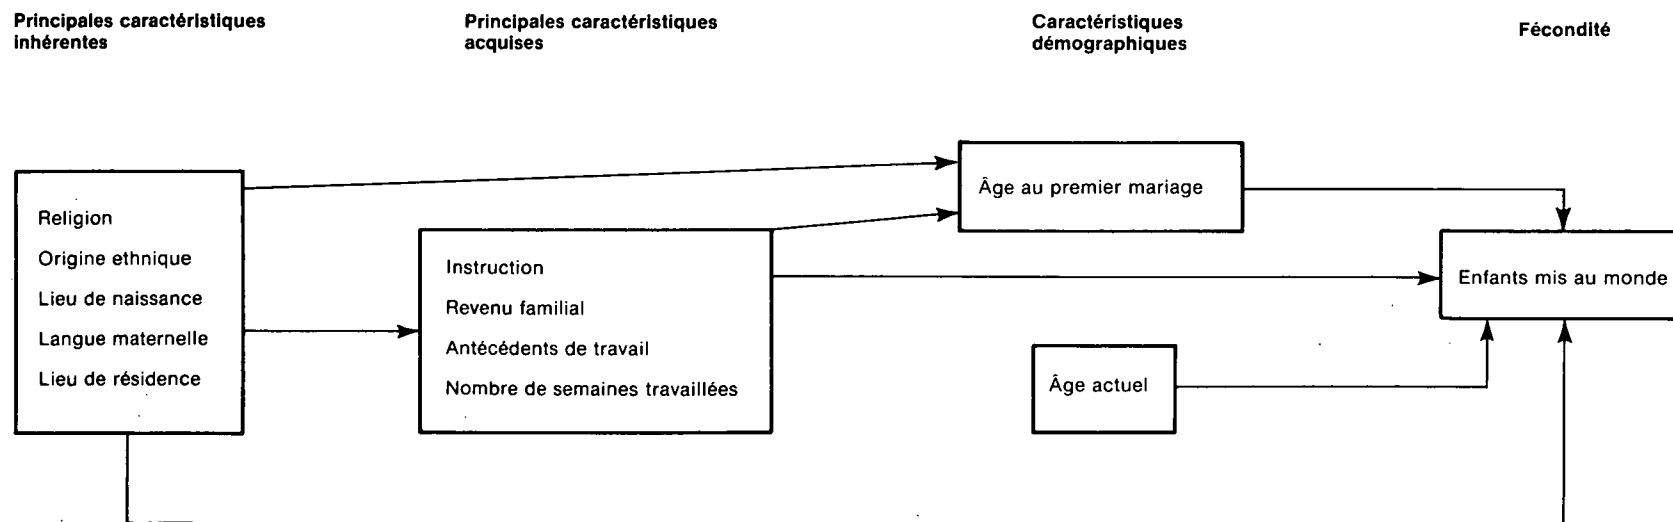 Principales caractéristiques
inhérentes
Principales caractéristiques
acquises
Caractéristiques
démographiques
Fécondité
Religion
Origine ethnique
Lieu de naissance
Langue maternelle
Lieu de résidence
Instruction
Revenu familial
Antécédents de travail
Nombre de semaines travaillées
Âge au premier mariage
Âge actuel
Enfants mis au monde